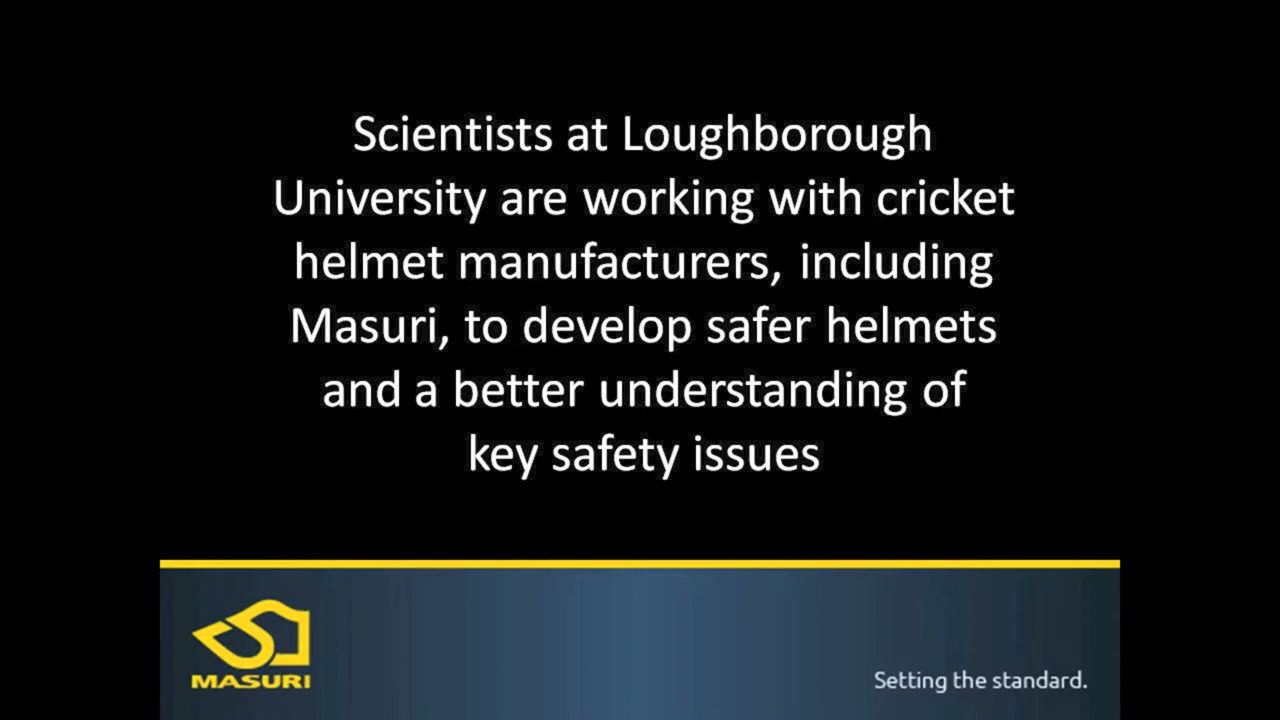 Scientists at Loughborough
University are working with cricket
helmet manufacturers, including
Masuri, to develop safer helmets
and a better understanding of
key safety issues
MASURI
Setting the standard.